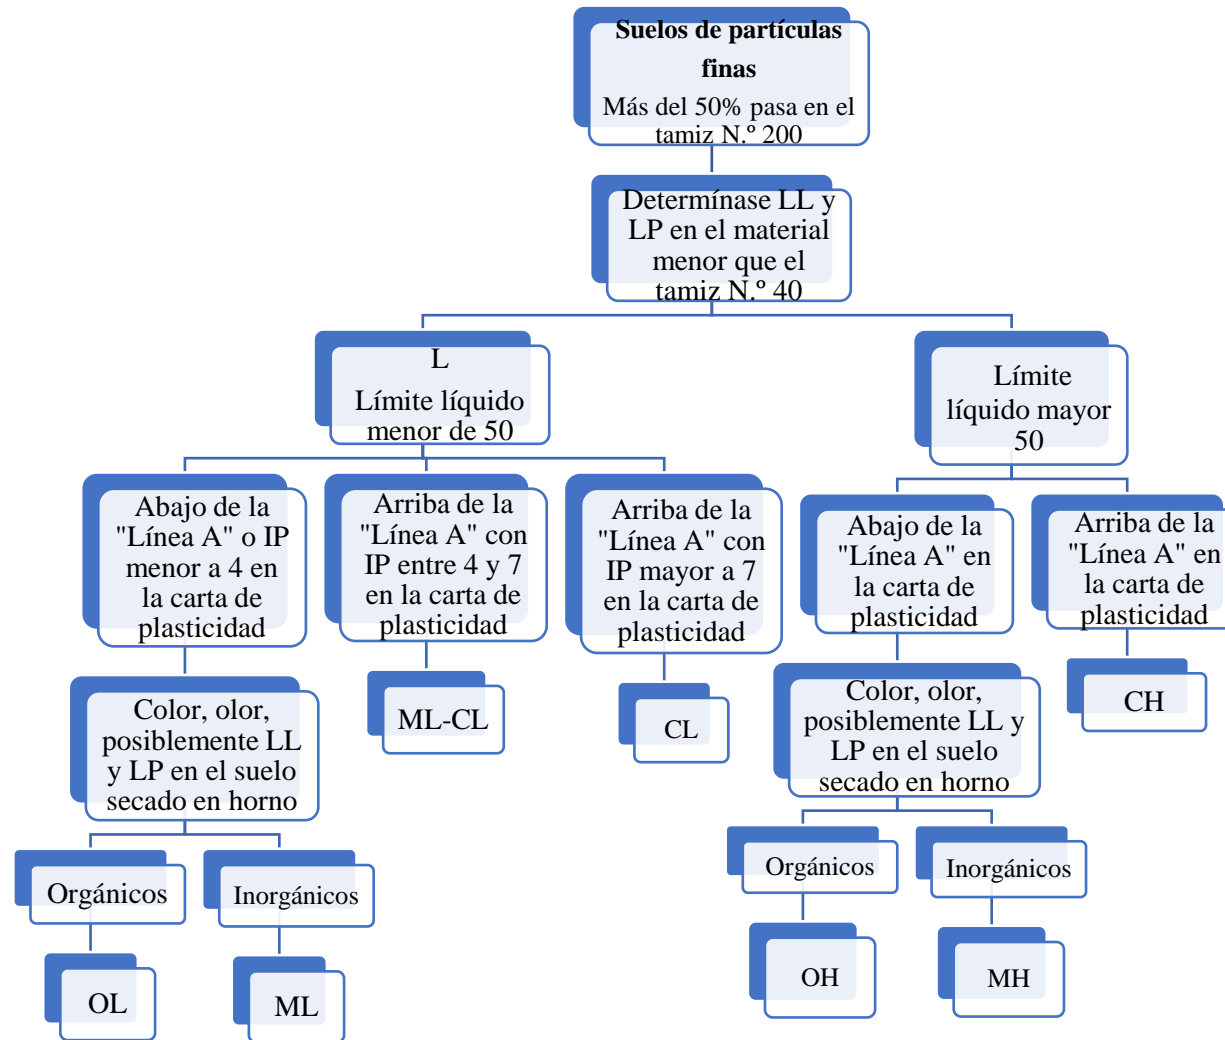 Suelos de partículas
finas
Más del 50% pasa en el
tamiz N.º 200
Determínase LL y
LP en el material
menor que el
tamiz N.º 40
L
Límite líquido
menor de 50
Límite
líquido mayor
50
Abajo de la
"Línea A" o IP
menor a 4 en
la carta de
plasticidad
Arriba de la
"Línea A" con
IP entre 4 y 7
en la carta de
plasticidad
Arriba de la
"Línea A" con
IP mayor a 7
en la carta de
plasticidad
Abajo de la
"Línea A" en
la carta de
plasticidad
Arriba de la
"Línea A" en
la carta de
plasticidad
Color, olor,
posiblemente LL
y LP en el suelo
secado en horno
ML-CL
CL
Color, olor,
posiblemente LL y
LP en el suelo
secado en horno
CH
Orgánicos
Inorgánicos
Orgánicos
Inorgánicos
OL
ML
OH
MH